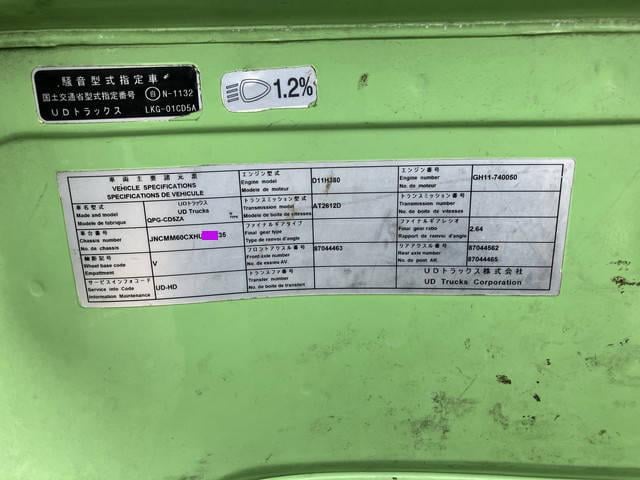 騒音型式指定車
国土交通省型式指定番号 自 N-1132
UDトラックス LKG-01CD5A
1.2%
車両主要諸元票
VEHICLE SPECIFICATIONS
SPECIFICATIONS DE VEHICULE
車名型式 UDトラックス
Made and model UD Trucks
Modele de fabrique QPG-CD5ZA
車台番号
Chassis number JNCMM60CXHU 35
No. de chassis
軸距記号
Wheel base code V
Empattment
サービスインフォコード
Service info Code UD-HD
Information Maintenance
エンジン型式
Engine model D11H380
Modele de moteur
トランスミッション型式
Transmission model AT2612D
Modele de boite de vitesses
ファイナルギアタイプ
Final gear type
Type de renvoi d'angle
フロントアクスル番号 87044463
Front axle number
No. de essieu AV.
トランスファ番号
Transfer number
No. de boite de transfert
エンジン番号
Engine number GH11-740050
No. de moteur
トランスミッション番号
Transmission number
No. de boite de vitesses
ファイナルギアレシオ
Final gear ratio 2.64
Rapport de renvoi d'angle
リヤアクスル番号 87044562
Rear axle number
No. de pont AR. 87044465
UDトラックス株式会社
UD Trucks Corporation